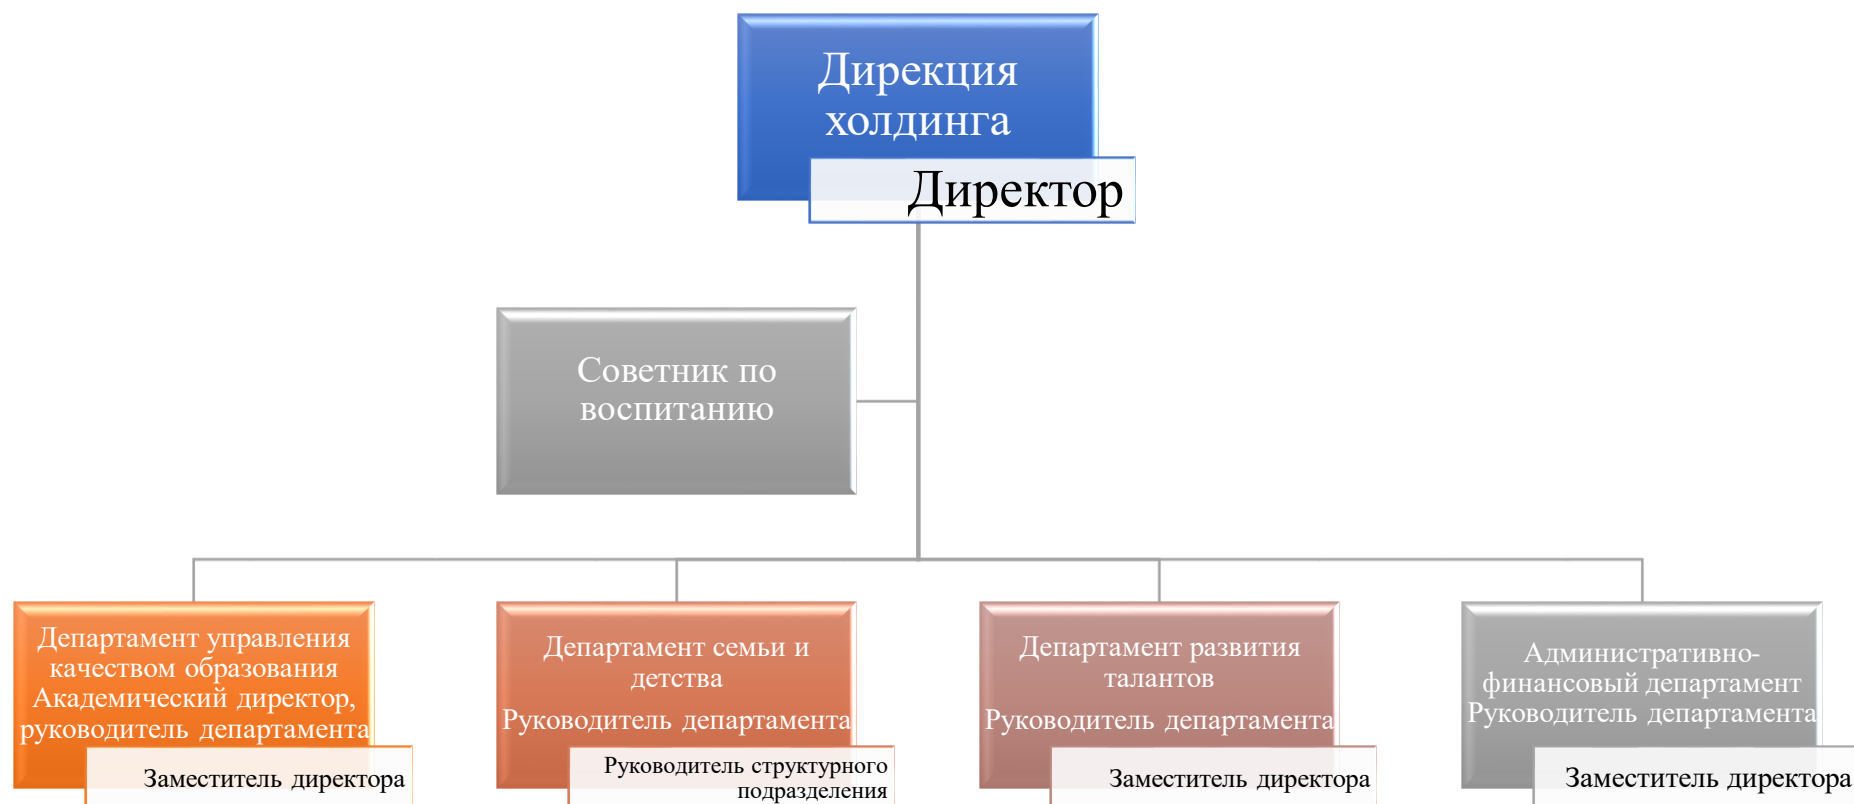 Дирекция
холдинга
Директор
Советник по
воспитанию
Департамент управления
качеством образования
Академический директор,
руководитель департамента
Заместитель директора
Департамент семьи и
детства
Руководитель департамента
Руководитель структурного
подразделения
Департамент развития
талантов
Руководитель департамента
Заместитель директора
Административно-
финансовый департамент
Руководитель департамента
Заместитель директора